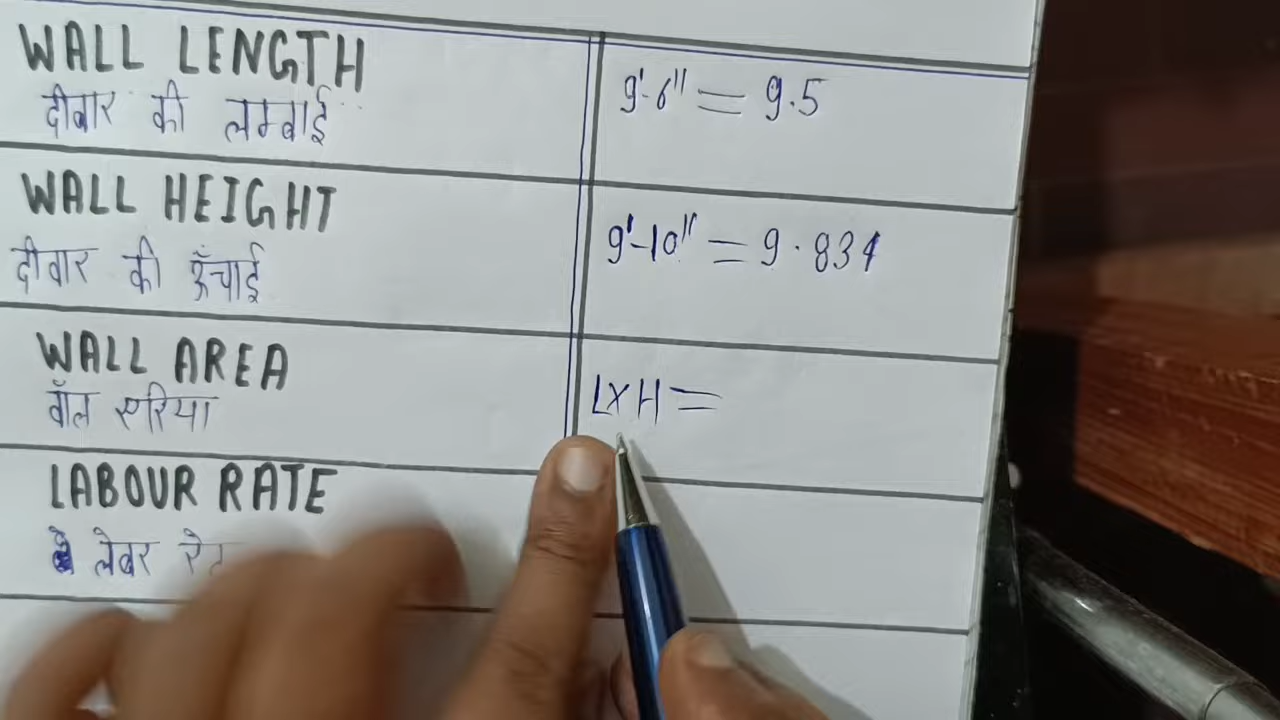 WALL LENGTH
दीवार की लम्बाई
9'-6" = 9.5
WALL HEIGHT
दीवार की ऊँचाई
9'-10" = 9.834
WALL AREA
वॉल एरिया
L×H =
LABOUR RATE
लेबर रेट